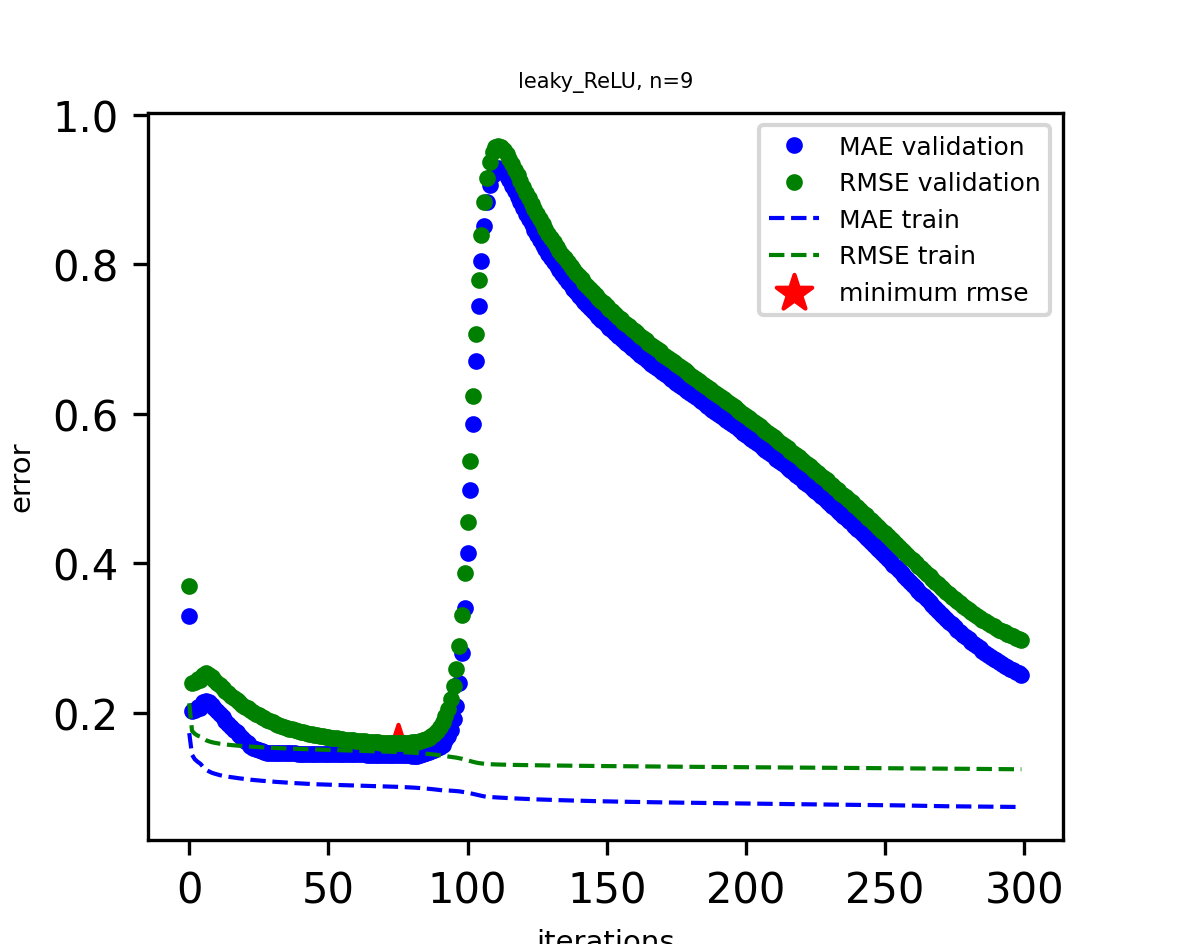 leaky_ReLU, n=9
1.0
0.8
0.6
0.4
0.2
error
MAE validation
RMSE validation
MAE train
RMSE train
minimum rmse
0 50 100 150 200 250 300
iterations